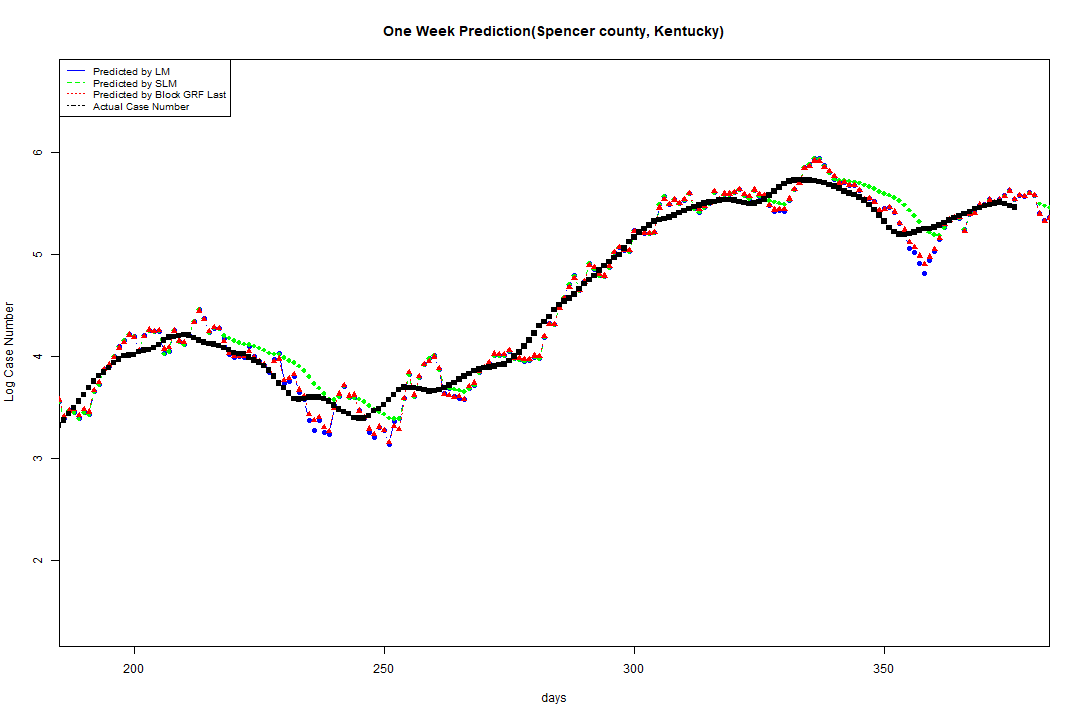 One Week Prediction(Spencer county, Kentucky)
Predicted by LM
Predicted by SLM
Predicted by Block GRF Last
Actual Case Number
6
5
4
3
2
Log Case Number
200 250 300 350
days